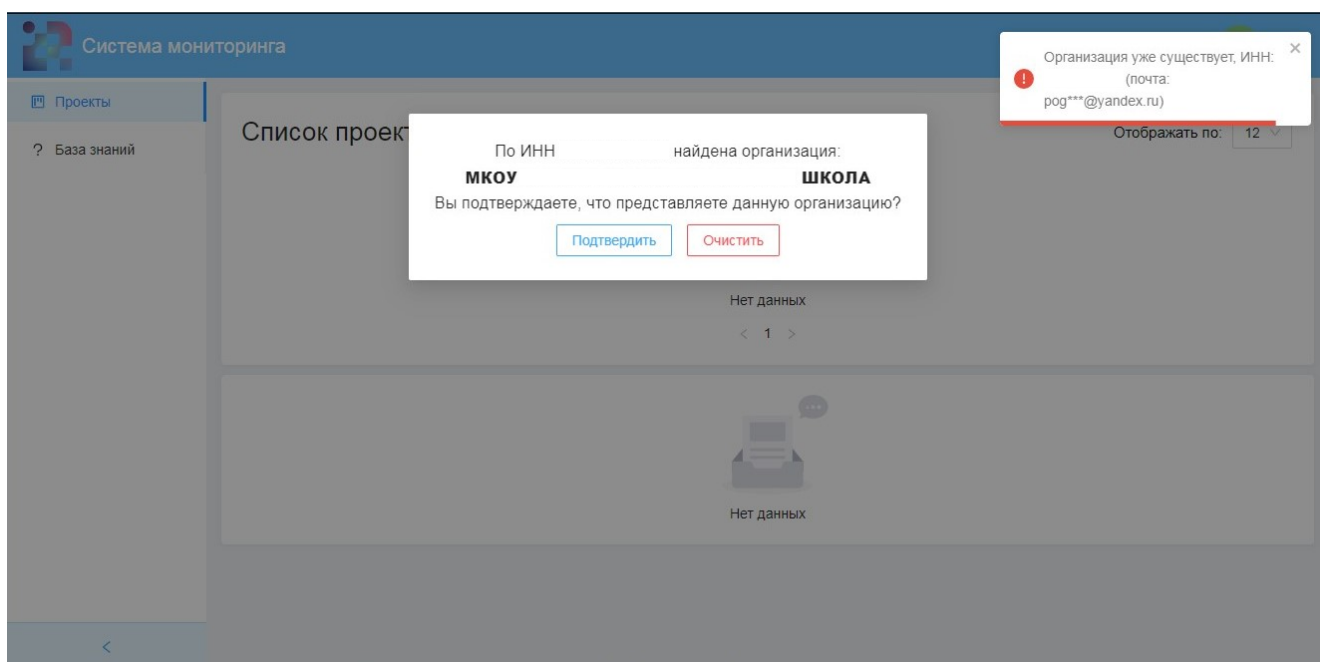 Система мониторинга
Организация уже существует, ИНН:
(почта:
pog***@yandex.ru)
Проекты
? База знаний
Список проек
Отображать по: 12
По ИНН найдена организация:
МКОУ ШКОЛА
Вы подтверждаете, что представляете данную организацию?
Подтвердить Очистить
Нет данных
< 1 >
Нет данных
<